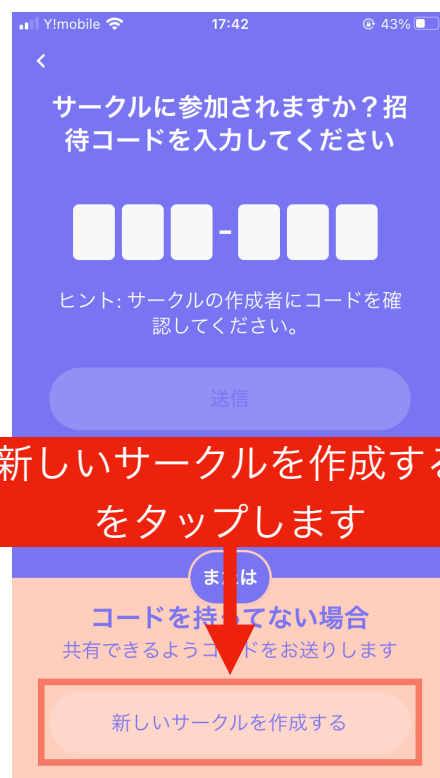 Y!mobile 17:42 43%
サークルに参加されますか？招
待コードを入力してください
-
ヒント: サークルの作成者にコードを確
認してください。
送信
新しいサークルを作成する
をタップします
または
コードを持ってない場合
共有できるようコードをお送りします
新しいサークルを作成する